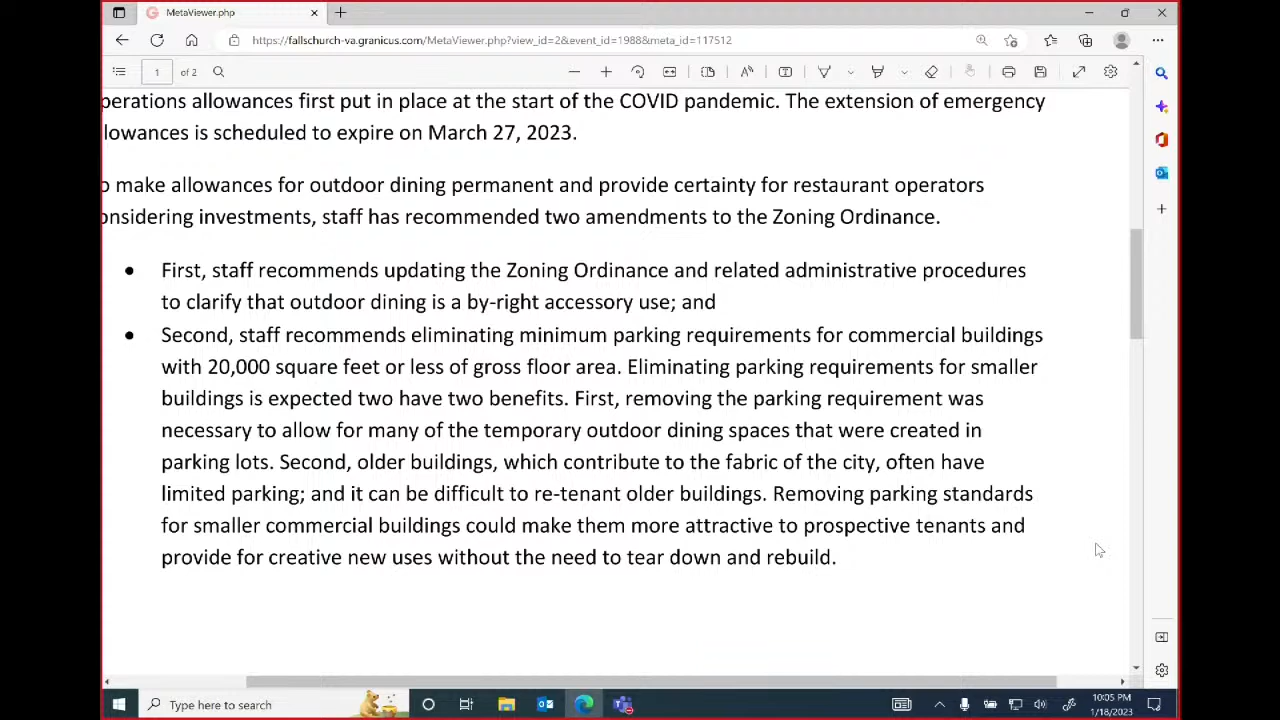 MetaViewer.php
https://fallschurch-va.granicus.com/MetaViewer.php?view_id=2&event_id=1988&meta_id=117512
1 of 2
perations allowances first put in place at the start of the COVID pandemic. The extension of emergency
lowances is scheduled to expire on March 27, 2023.
o make allowances for outdoor dining permanent and provide certainty for restaurant operators
onsidering investments, staff has recommended two amendments to the Zoning Ordinance.
• First, staff recommends updating the Zoning Ordinance and related administrative procedures
to clarify that outdoor dining is a by-right accessory use; and
• Second, staff recommends eliminating minimum parking requirements for commercial buildings
with 20,000 square feet or less of gross floor area. Eliminating parking requirements for smaller
buildings is expected two have two benefits. First, removing the parking requirement was
necessary to allow for many of the temporary outdoor dining spaces that were created in
parking lots. Second, older buildings, which contribute to the fabric of the city, often have
limited parking; and it can be difficult to re-tenant older buildings. Removing parking standards
for smaller commercial buildings could make them more attractive to prospective tenants and
provide for creative new uses without the need to tear down and rebuild.
Type here to search
10:05 PM
1/18/2023